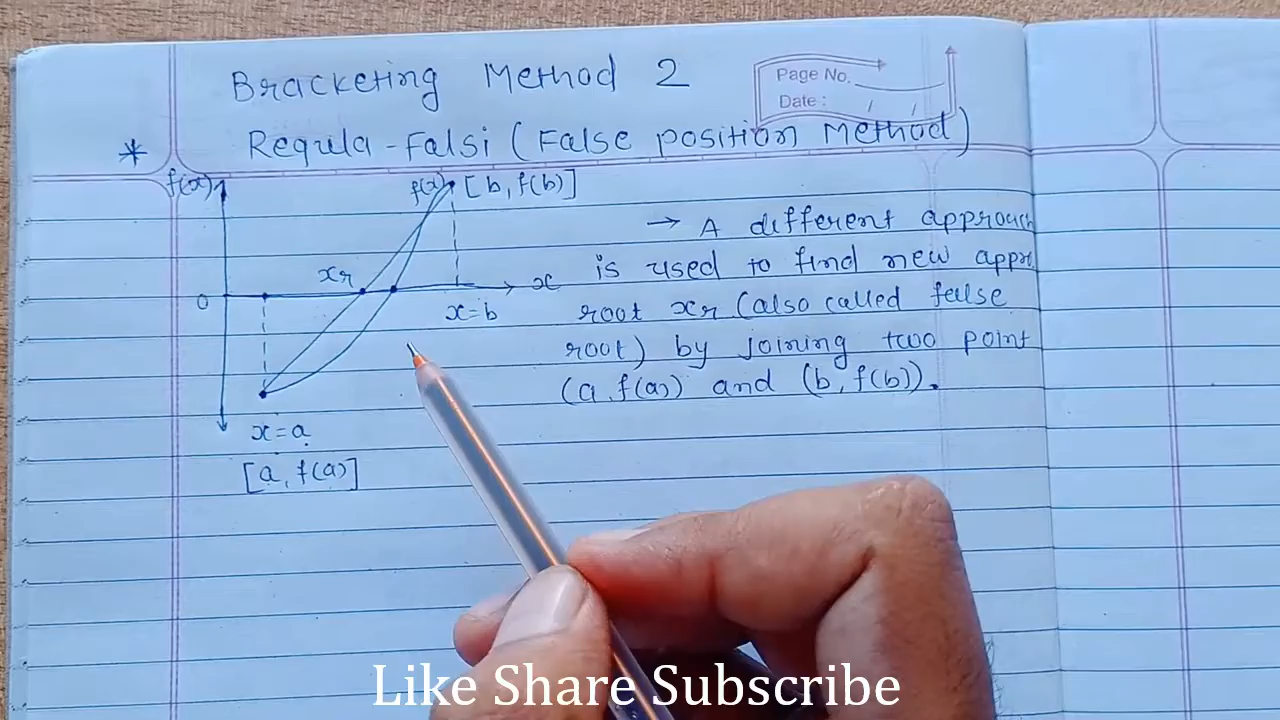 Bracketing Method 2
Page No.
Date : / /
* Regula-Falsi (False position Method)
f(x)
f(x) [b, f(b)]
→ A different approach
xr
x
is used to find new appr
0
x=b
root xr (also called false
root) by joining two point
(a, f(a)) and (b, f(b)).
x=a
[a, f(a)]
Like Share Subscribe